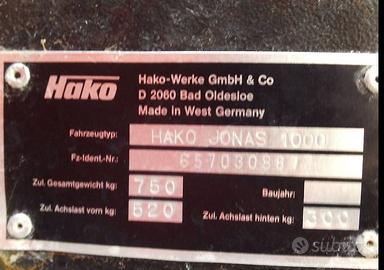 Hako
Hako-Werke GmbH & Co
D 2060 Bad Oldesloe
Made in West Germany
Fahrzeugtyp: HAKO JONAS 1000
Fz-Ident-Nr.:
Zul. Gesamtgewicht kg: 750 Baujahr:
Zul. Achslast vorn kg: 520 Zul. Achslast hinten kg: 300
subito